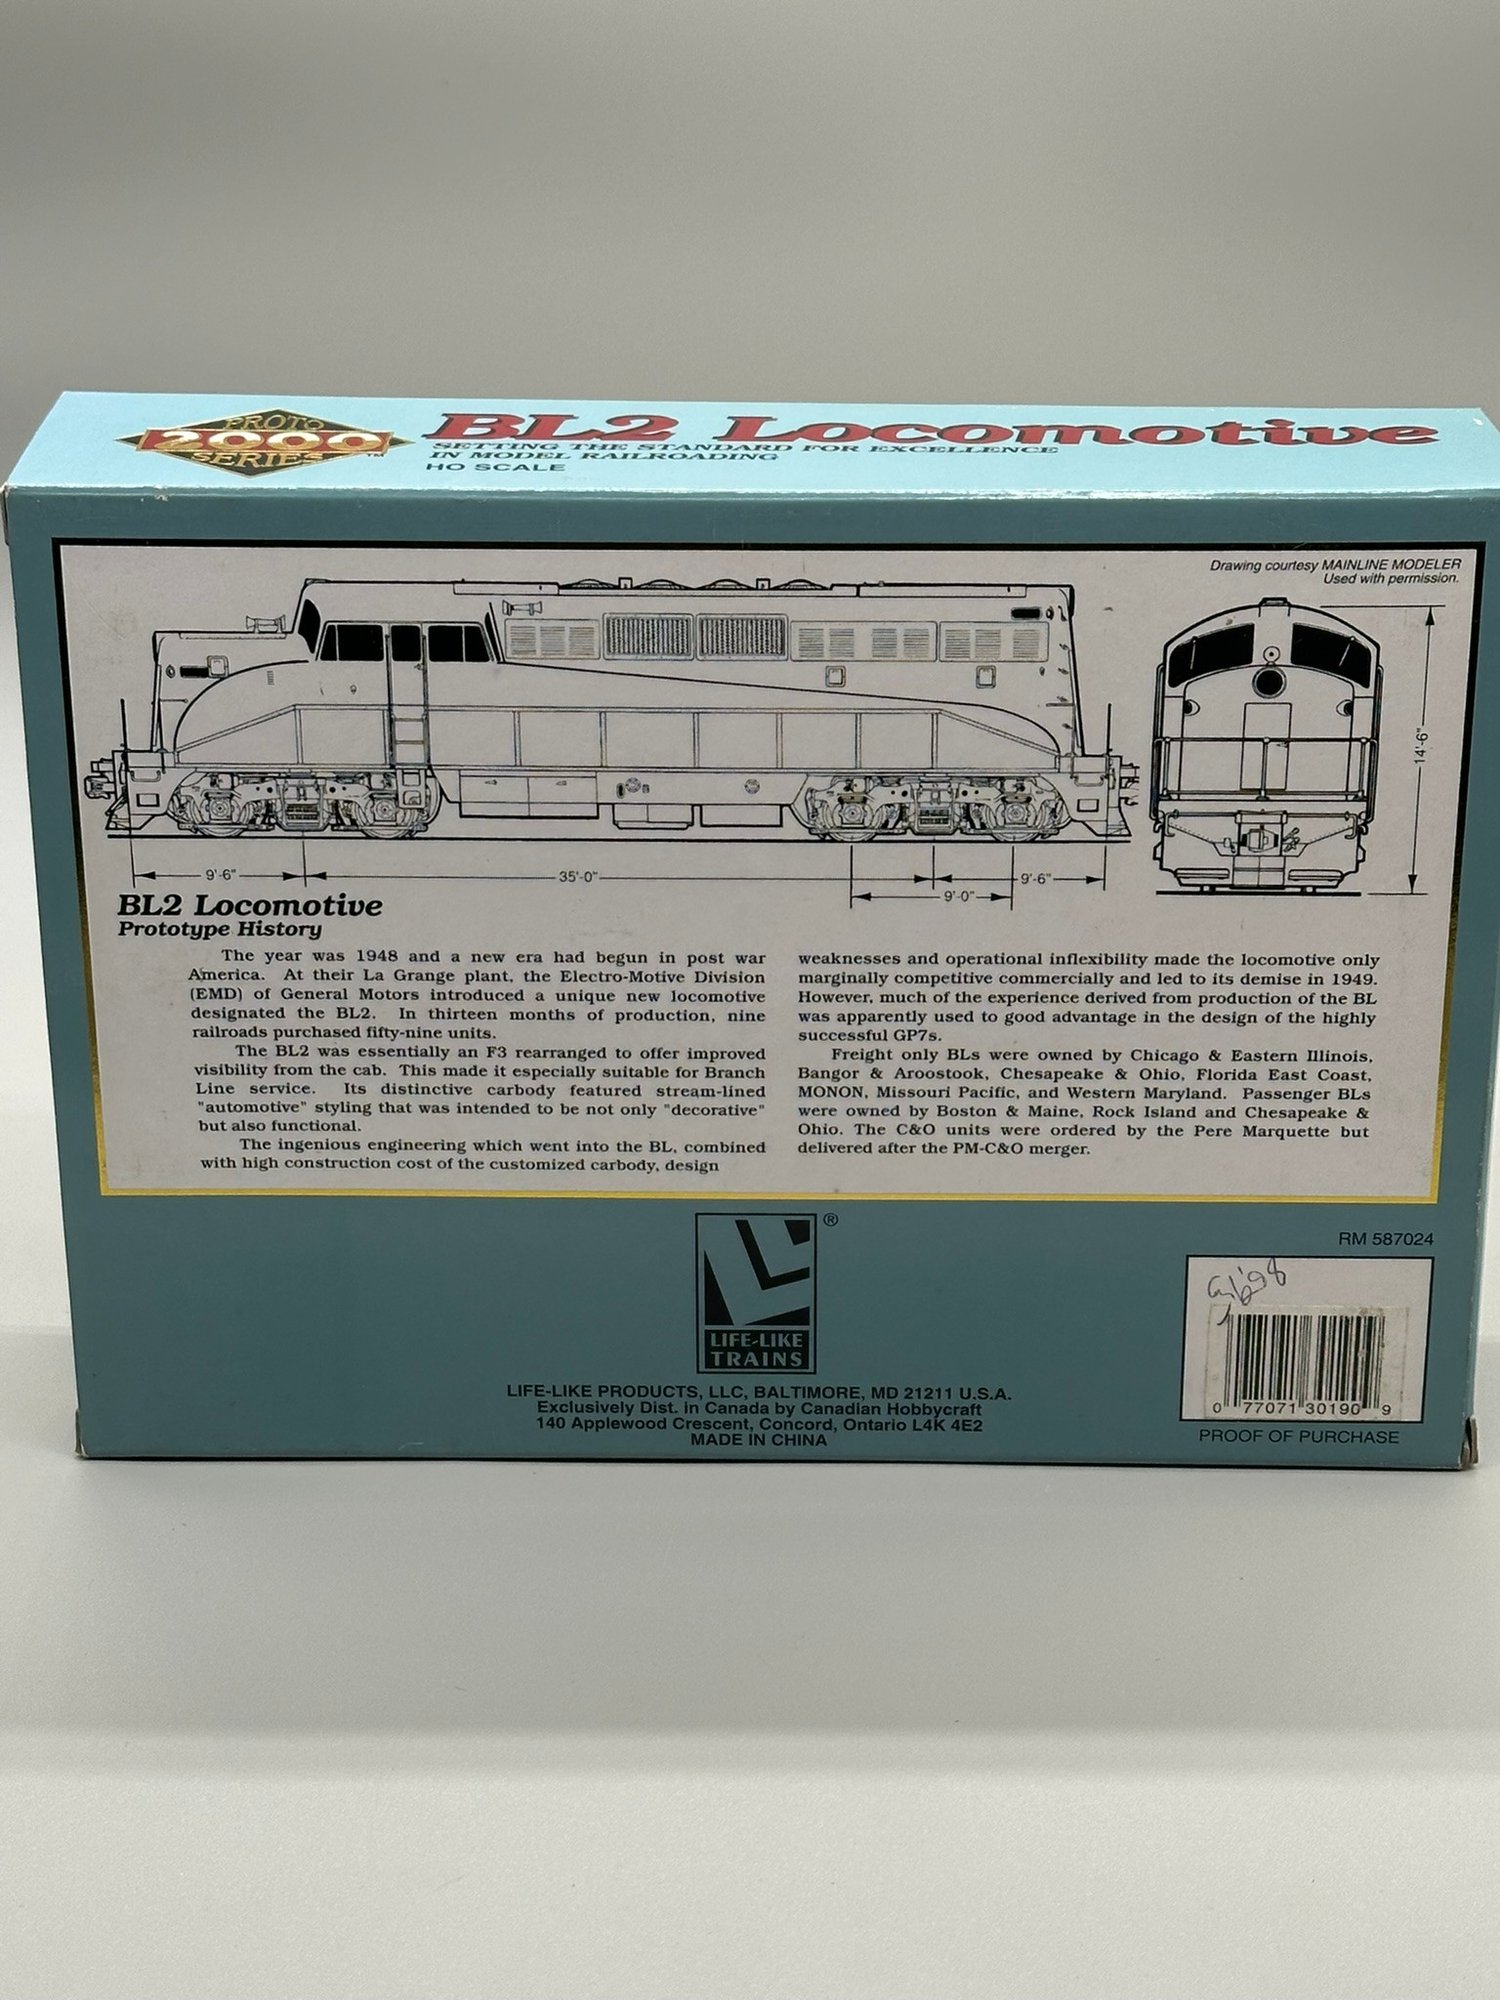 PROTO
2000
SERIES™
BL2 Locomotive
SETTING THE STANDARD FOR EXCELLENCE
IN MODEL RAILROADING
HO SCALE
Drawing courtesy MAINLINE MODELER
Used with permission.
14'-6"
9'-6"
35'-0"
9'-6"
9'-0"
BL2 Locomotive
Prototype History
The year was 1948 and a new era had begun in post war
America. At their La Grange plant, the Electro-Motive Division
(EMD) of General Motors introduced a unique new locomotive
designated the BL2. In thirteen months of production, nine
railroads purchased fifty-nine units.
The BL2 was essentially an F3 rearranged to offer improved
visibility from the cab. This made it especially suitable for Branch
Line service. Its distinctive carbody featured stream-lined
"automotive" styling that was intended to be not only "decorative"
but also functional.
The ingenious engineering which went into the BL, combined
with high construction cost of the customized carbody, design
weaknesses and operational inflexibility made the locomotive only
marginally competitive commercially and led to its demise in 1949.
However, much of the experience derived from production of the BL
was apparently used to good advantage in the design of the highly
successful GP7s.
Freight only BLs were owned by Chicago & Eastern Illinois,
Bangor & Aroostook, Chesapeake & Ohio, Florida East Coast,
MONON, Missouri Pacific, and Western Maryland. Passenger BLs
were owned by Boston & Maine, Rock Island and Chesapeake &
Ohio. The C&O units were ordered by the Pere Marquette but
delivered after the PM-C&O merger.
®
LIFE-LIKE
TRAINS
LIFE-LIKE PRODUCTS, LLC, BALTIMORE, MD 21211 U.S.A.
Exclusively Dist. in Canada by Canadian Hobbycraft
140 Applewood Crescent, Concord, Ontario L4K 4E2
MADE IN CHINA
RM 587024
0 77071 30190 9
PROOF OF PURCHASE